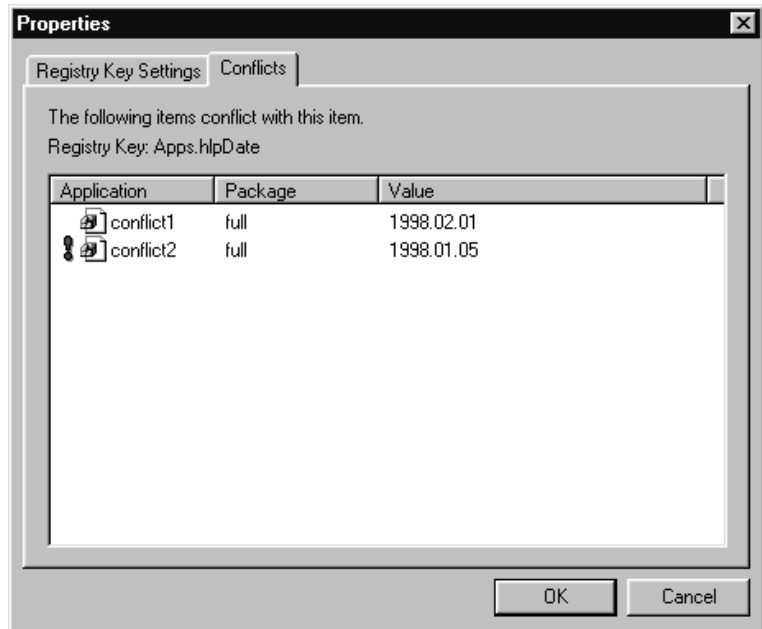 Properties
Registry Key Settings Conflicts
The following items conflict with this item.
Registry Key: Apps.hlpDate
Application Package Value
conflict1 full 1998.02.01
conflict2 full 1998.01.05
OK Cancel